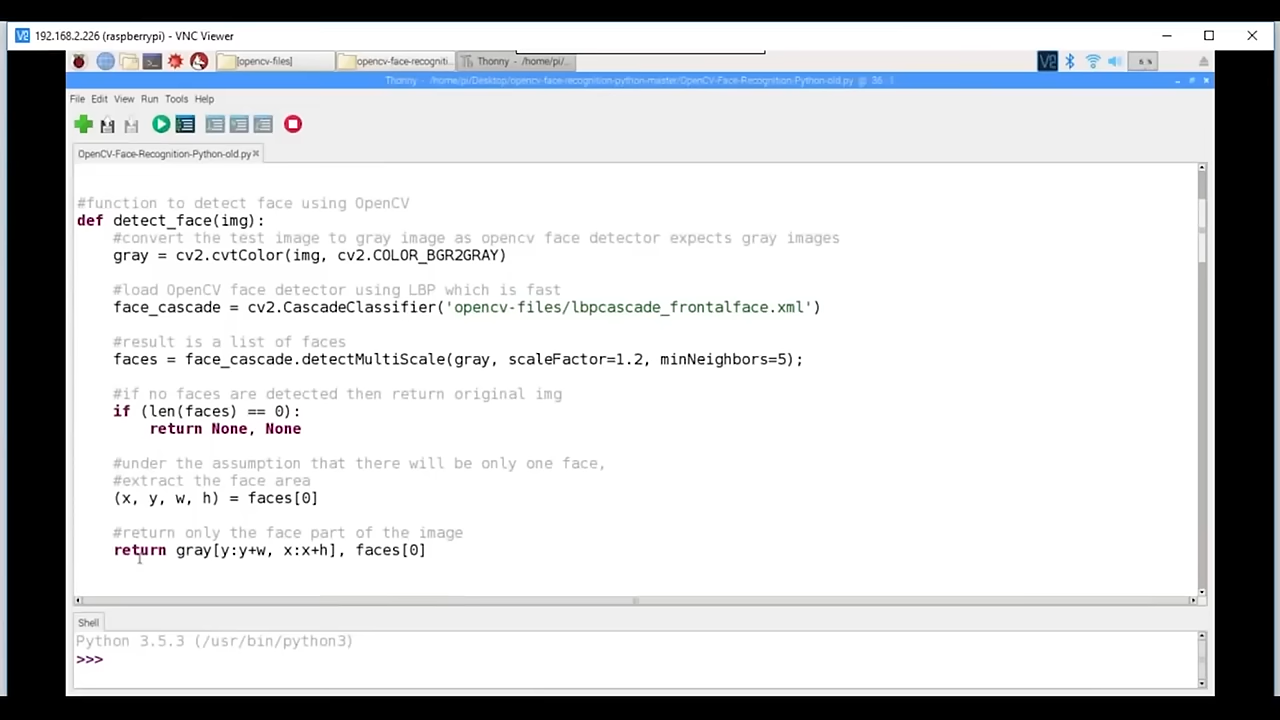 192.168.2.226 (raspberrypi) - VNC Viewer
[opencv-files]
opencv-face-recogniti...
Thonny - /home/pi/...
6 %
Thonny - /home/pi/Desktop/opencv-face-recognition-python-master/OpenCV-Face-Recognition-Python-old.py @ 36 : 1
File Edit View Run Tools Help
OpenCV-Face-Recognition-Python-old.py
#function to detect face using OpenCV
def detect_face(img):
    #convert the test image to gray image as opencv face detector expects gray images
    gray = cv2.cvtColor(img, cv2.COLOR_BGR2GRAY)
    #load OpenCV face detector using LBP which is fast
    face_cascade = cv2.CascadeClassifier('opencv-files/lbpcascade_frontalface.xml')
    #result is a list of faces
    faces = face_cascade.detectMultiScale(gray, scaleFactor=1.2, minNeighbors=5);
    #if no faces are detected then return original img
    if (len(faces) == 0):
        return None, None
    #under the assumption that there will be only one face,
    #extract the face area
    (x, y, w, h) = faces[0]
    #return only the face part of the image
    return gray[y:y+w, x:x+h], faces[0]
Shell
Python 3.5.3 (/usr/bin/python3)
>>>